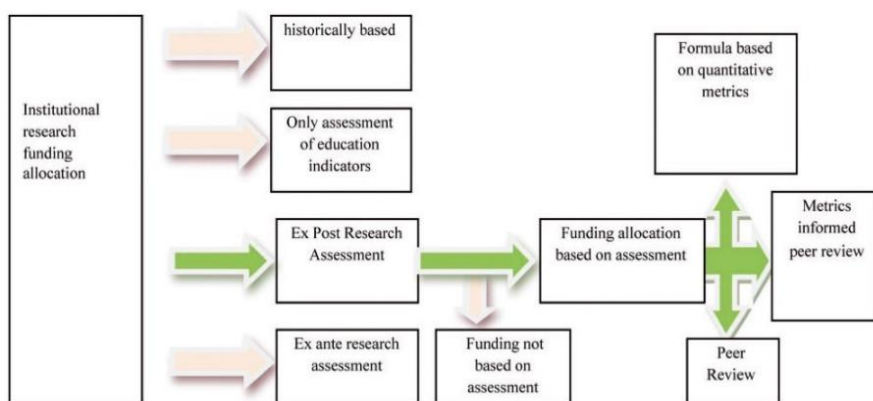 Institutional
research
funding
allocation
historically based
Only assessment
of education
indicators
Ex Post Research
Assessment
Ex ante research
assessment
Funding not
based on
assessment
Funding allocation
based on assessment
Formula based
on quantitative
metrics
Metrics
informed
peer review
Peer
Review